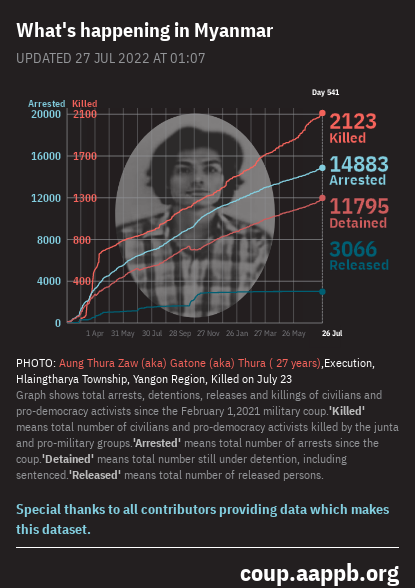 What's happening in Myanmar
UPDATED 27 JUL 2022 AT 01:07
Day 541
Arrested Killed
20000 2100
2123
Killed
16000 1700
14883
Arrested
12000 1300
11795
Detained
8000 800
3066
Released
4000 400
0
1 Apr 31 May 30 Jul 28 Sep 27 Nov 26 Jan 27 Mar 26 May 26 Jul
PHOTO: Aung Thura Zaw (aka) Gatone (aka) Thura ( 27 years),Execution,
Hlaingtharya Township, Yangon Region, Killed on July 23
Graph shows total arrests, detentions, releases and killings of civilians and
pro-democracy activists since the February 1,2021 military coup.'Killed'
means total number of civilians and pro-democracy activists killed by the junta
and pro-military groups.'Arrested' means total number of arrests since the
coup.'Detained' means total number still under detention, including
sentenced.'Released' means total number of released persons.
Special thanks to all contributors providing data which makes
this dataset.
coup.aappb.org